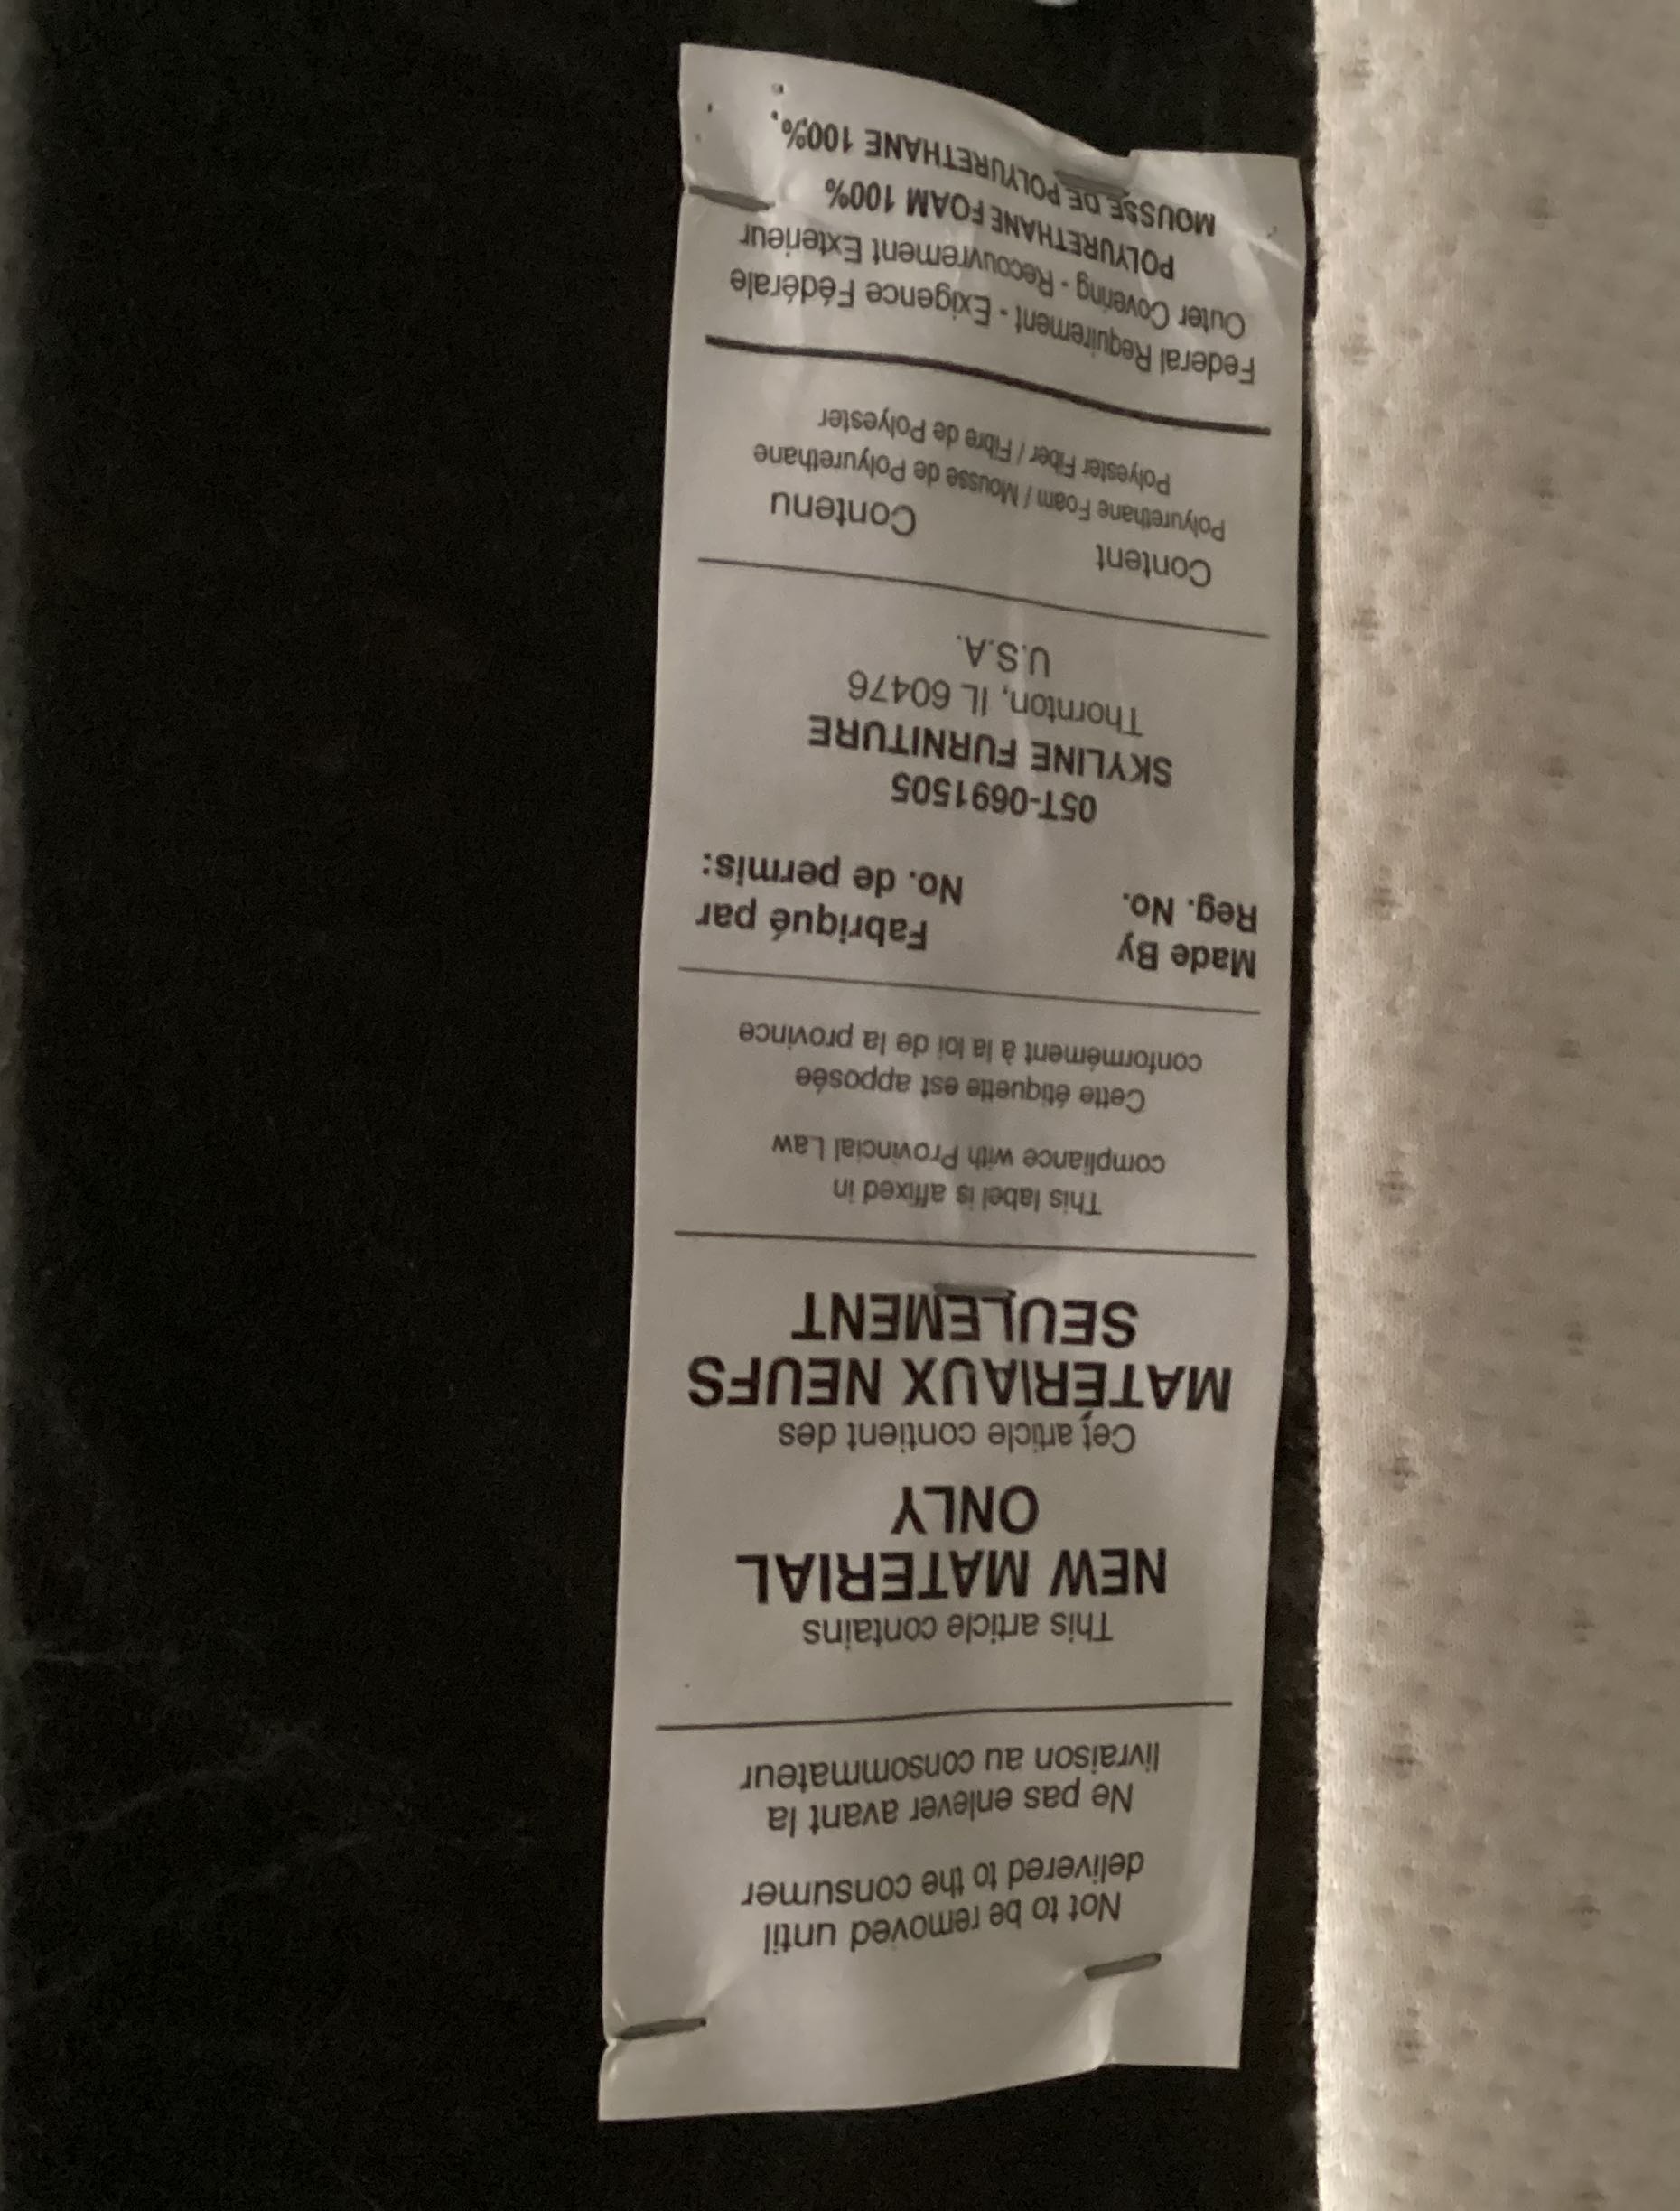 Not to be removed until
delivered to the consumer
Ne pas enlever avant la
livraison au consommateur
This article contains
NEW MATERIAL
ONLY
Cet article contient des
MATÉRIAUX NEUFS
SEULEMENT
This label is affixed in
compliance with Provincial Law
Cette étiquette est apposée
conformément à la loi de la province
Made By Fabriqué par
Reg. No. No. de permis:
05T-0691505
SKYLINE FURNITURE
Thornton, IL 60476
U.S.A.
Content Contenu
Polyurethane Foam / Mousse de Polyurethane
Polyester Fiber / Fibre de Polyester
Federal Requirement - Exigence Fédérale
Outer Covering - Recouvrement Exterieur
POLYURETHANE FOAM 100%
MOUSSE DE POLYURETHANE 100%.